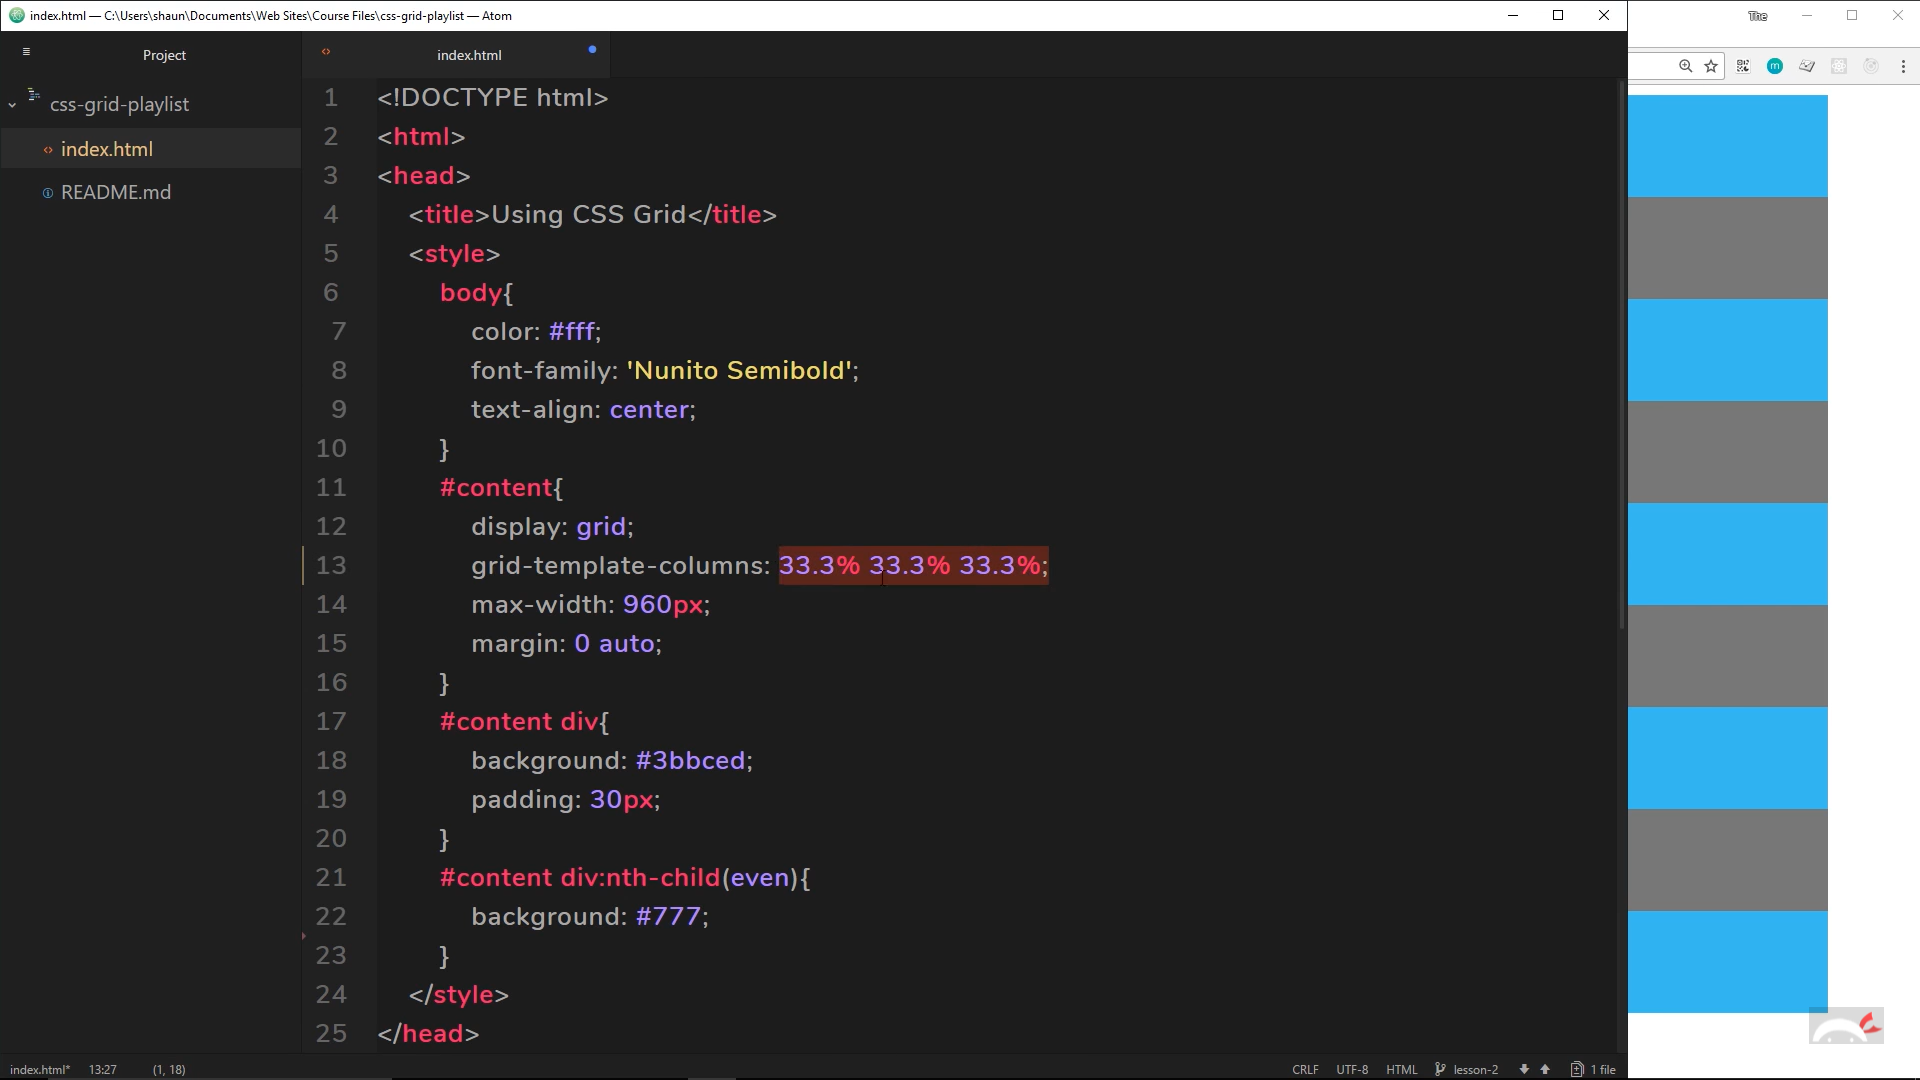 index.html — C:\Users\shaun\Documents\Web Sites\Course Files\css-grid-playlist — Atom
The
Project
index.html
m
css-grid-playlist
index.html
README.md
1 <!DOCTYPE html>
2 <html>
3 <head>
4 <title>Using CSS Grid</title>
5 <style>
6 body{
7 color: #fff;
8 font-family: 'Nunito Semibold';
9 text-align: center;
10 }
11 #content{
12 display: grid;
13 grid-template-columns: 33.3% 33.3% 33.3%;
14 max-width: 960px;
15 margin: 0 auto;
16 }
17 #content div{
18 background: #3bbced;
19 padding: 30px;
20 }
21 #content div:nth-child(even){
22 background: #777;
23 }
24 </style>
25 </head>
index.html* 13:27 (1, 18) CRLF UTF-8 HTML lesson-2 1 file